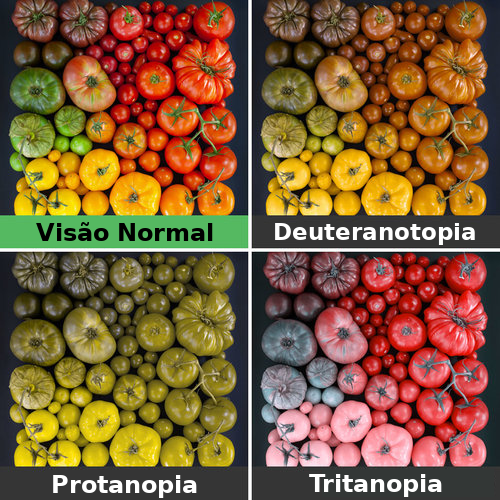 Visão Normal
Deuteranotopia
Protanopia
Tritanopia